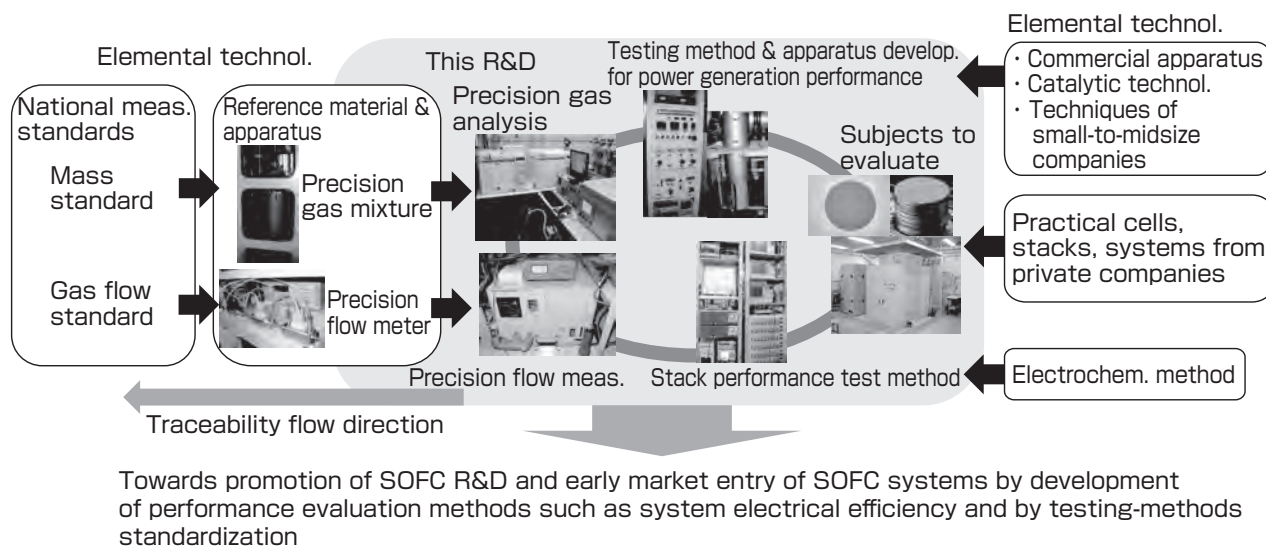 Elemental technol.
National meas.
standards
Mass
standard
Gas flow
standard
Reference material &
apparatus
Precision
gas mixture
Precision
flow meter
This R&D
Precision gas
analysis
Testing method & apparatus develop.
for power generation performance
Subjects to
evaluate
Precision flow meas.
Stack performance test method
Elemental technol.
・Commercial apparatus
・Catalytic technol.
・Techniques of
small-to-midsize
companies
Practical cells,
stacks, systems from
private companies
Electrochem. method
Traceability flow direction
Towards promotion of SOFC R&D and early market entry of SOFC systems by development
of performance evaluation methods such as system electrical efficiency and by testing-methods
standardization